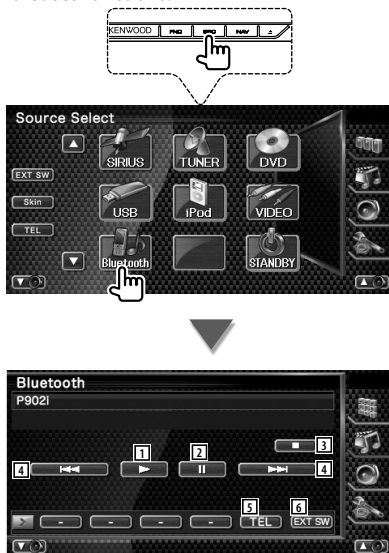 KENWOOD FNC SRC NAV
Source Select
SIRIUS TUNER DVD
EXT SW
Skin
USB iPod VIDEO
TEL
Bluetooth STANDBY
Bluetooth
P902i
1 2 3
4 4
5 6
- - - - TEL EXT SW